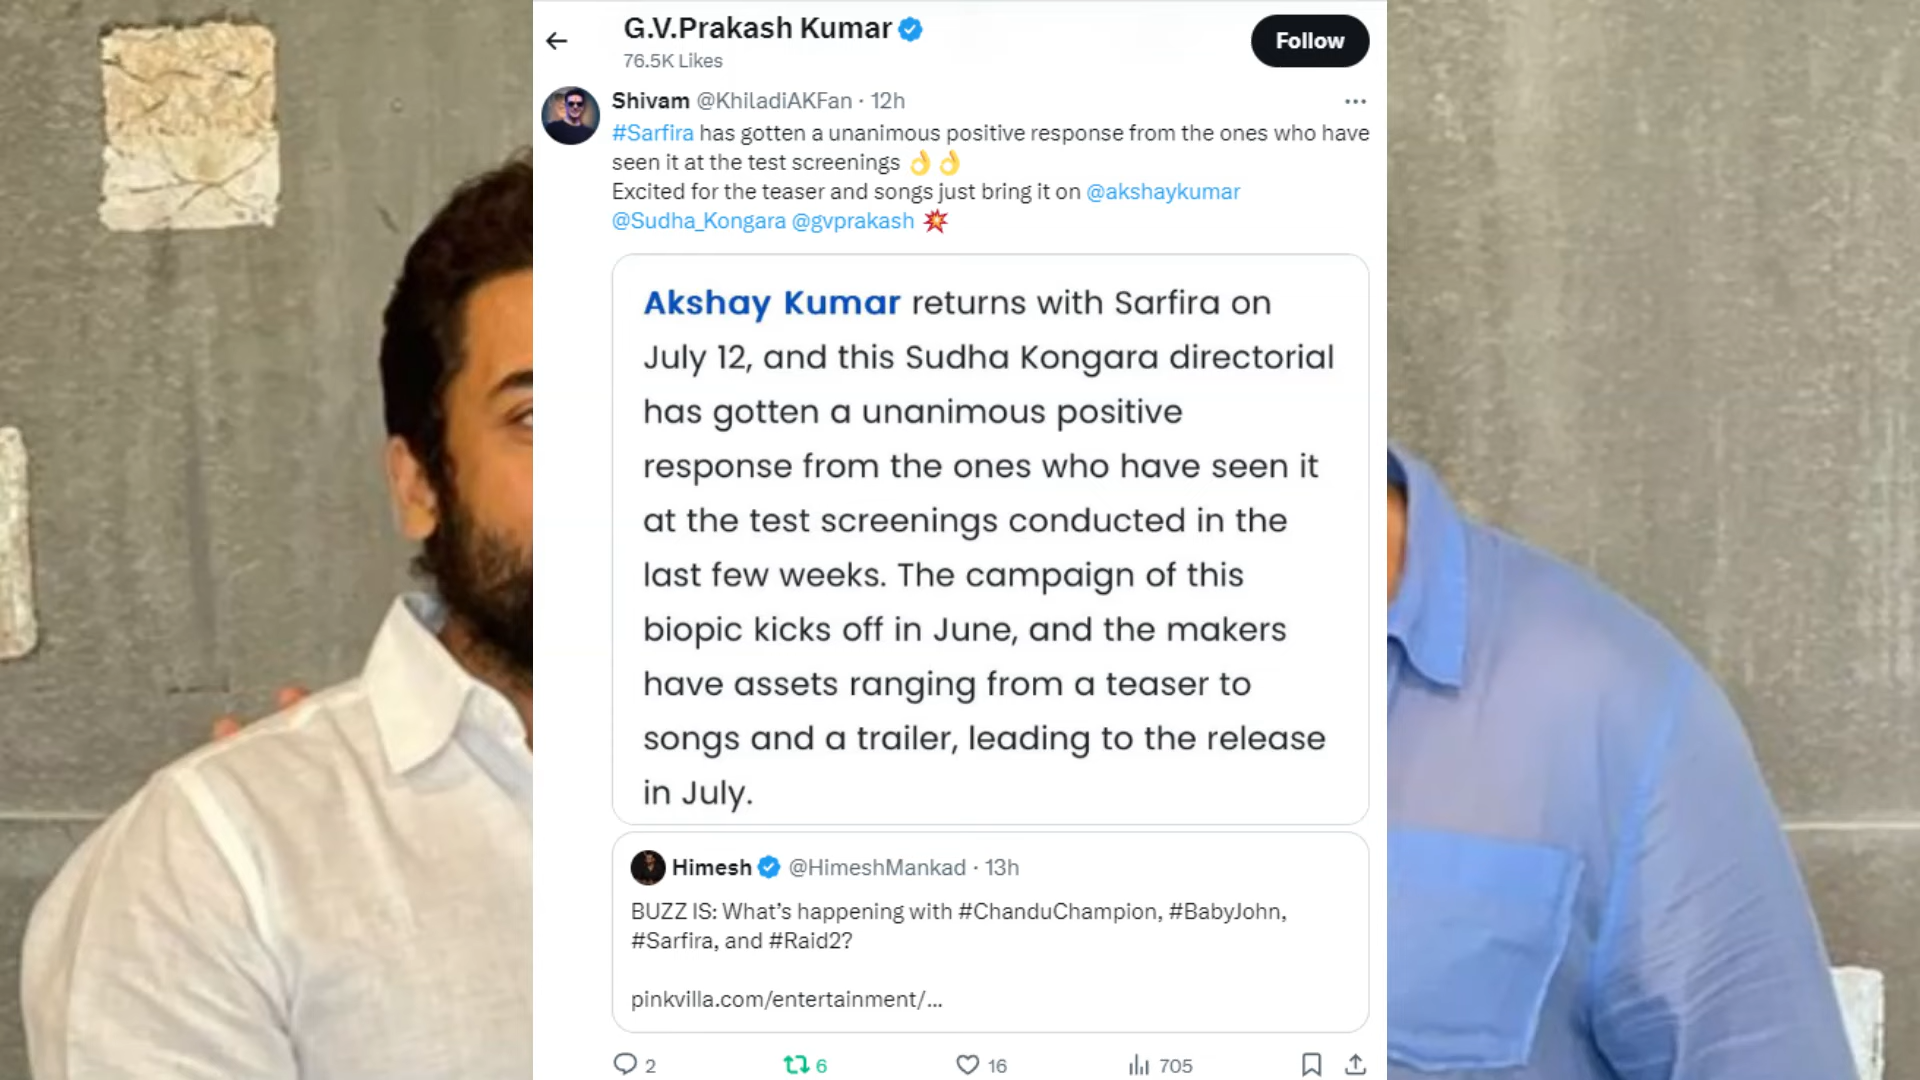 G.V.Prakash Kumar
76.5K Likes
Follow
Shivam @KhiladiAKFan · 12h
#Sarfira has gotten a unanimous positive response from the ones who have
seen it at the test screenings 👌👌
Excited for the teaser and songs just bring it on @akshaykumar
@Sudha_Kongara @gvprakash 💥
Akshay Kumar returns with Sarfira on
July 12, and this Sudha Kongara directorial
has gotten a unanimous positive
response from the ones who have seen it
at the test screenings conducted in the
last few weeks. The campaign of this
biopic kicks off in June, and the makers
have assets ranging from a teaser to
songs and a trailer, leading to the release
in July.
Himesh @HimeshMankad · 13h
BUZZ IS: What's happening with #ChanduChampion, #BabyJohn,
#Sarfira, and #Raid2?
pinkvilla.com/entertainment/...
2 6 16 705